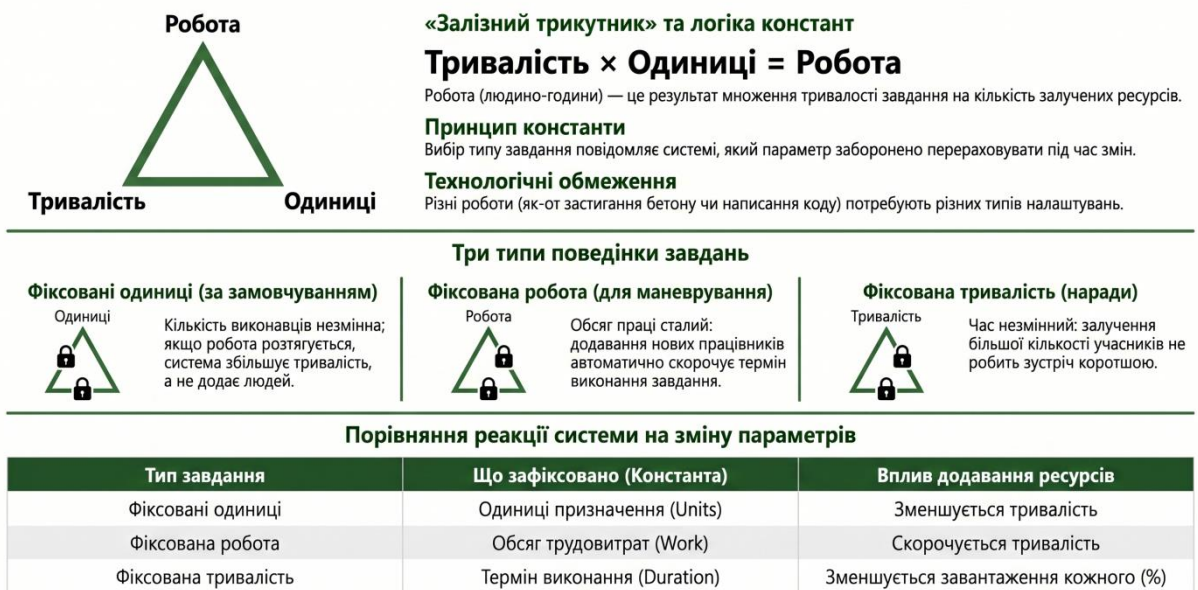 Робота
Тривалість
Одиниці
«Залізний трикутник» та логіка констант
Тривалість × Одиниці = Робота
Робота (людино-години) — це результат множення тривалості завдання на кількість залучених ресурсів.
Принцип константи
Вибір типу завдання повідомляє системі, який параметр заборонено перераховувати під час змін.
Технологічні обмеження
Різні роботи (як-от застигання бетону чи написання коду) потребують різних типів налаштувань.
Три типи поведінки завдань
Фіксовані одиниці (за замовчуванням)
Одиниці
Кількість виконавців незмінна;
якщо робота розтягується,
система збільшує тривалість,
а не додає людей.
Фіксована робота (для маневрування)
Робота
Обсяг праці сталий:
додавання нових працівників
автоматично скорочує термін
виконання завдання.
Фіксована тривалість (наради)
Тривалість
Час незмінний: залучення
більшої кількості учасників не
робить зустріч коротшою.
Порівняння реакції системи на зміну параметрів
Тип завдання Що зафіксовано (Константа) Вплив додавання ресурсів
Фіксовані одиниці Одиниці призначення (Units) Зменшується тривалість
Фіксована робота Обсяг трудовитрат (Work) Скорочується тривалість
Фіксована тривалість Термін виконання (Duration) Зменшується завантаження кожного (%)